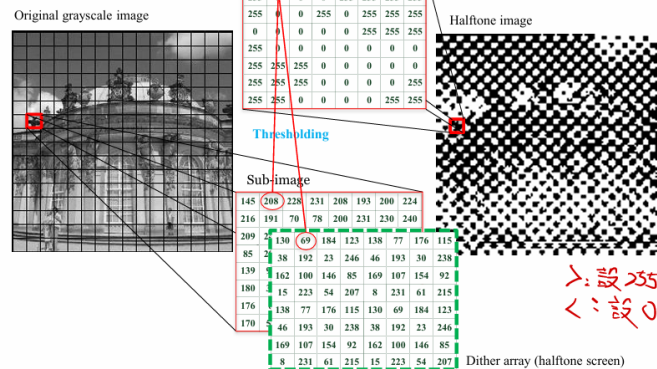 Original grayscale image
Halftone image
255 0 0 255 0 255 255 255
0 0 0 0 0 255 255 255
255 0 0 0 0 0 0 0
255 255 255 0 0 0 0 0
255 255 255 0 0 0 0 255
255 255 0 0 0 0 255 255
Thresholding
Sub-image
145 208 228 231 208 193 200 224
216 191 70 78 200 231 230 240
209
85
139
180
176
170
130 69 184 123 138 77 176 115
38 192 23 246 46 193 30 238
162 100 146 85 169 107 154 92
15 223 54 207 8 231 61 215
138 77 176 115 130 69 184 123
46 193 30 238 38 192 23 246
169 107 154 92 162 100 146 85
8 231 61 215 15 223 54 207
>: 設 255
<: 設 0
Dither array (halftone screen)